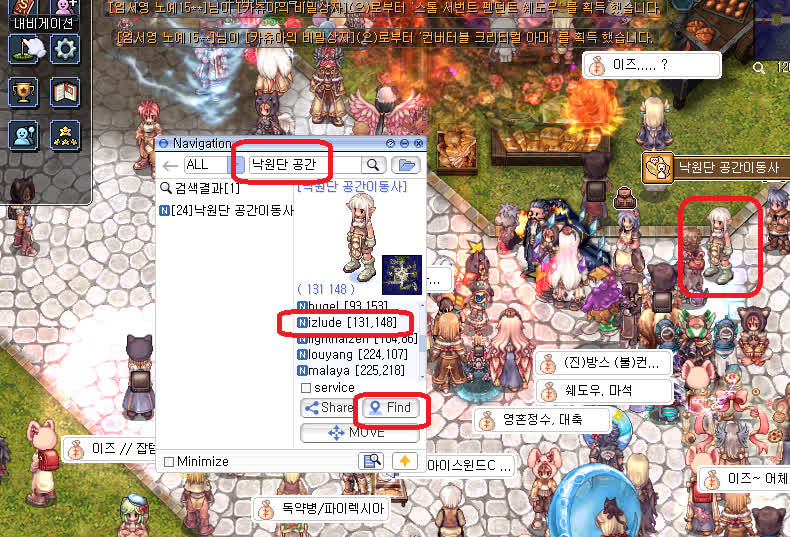 [엄서영 노예15**]님이 [카츄아의 비밀상자](으)로부터 '스톰 서번트 펜던트 쉐도우'를 획득 했습니다.
[엄서영 노예15**]님이 [카츄아의 비밀상자](으)로부터 '컨버터블 크리티컬 아머'를 획득 했습니다.
내비게이션
이즈..... ?
120
Navigation
ALL
낙원단 공간
낙원단 공간이동사
검색결과[1]
[낙원단 공간이동사]
[24]낙원단 공간이동사
( 131 148 )
hugel [93,153]
izlude [131,148]
lighthalzen [164,86]
louyang [224,107]
malaya [225,218]
service
Share
Find
MOVE
Minimize
(진)방스 (불)컨...
쉐도우, 마석
영혼정수, 대축
이즈 // 잡템
아이스윈드C ...
이즈~ 어체
독약병/파이렉시아